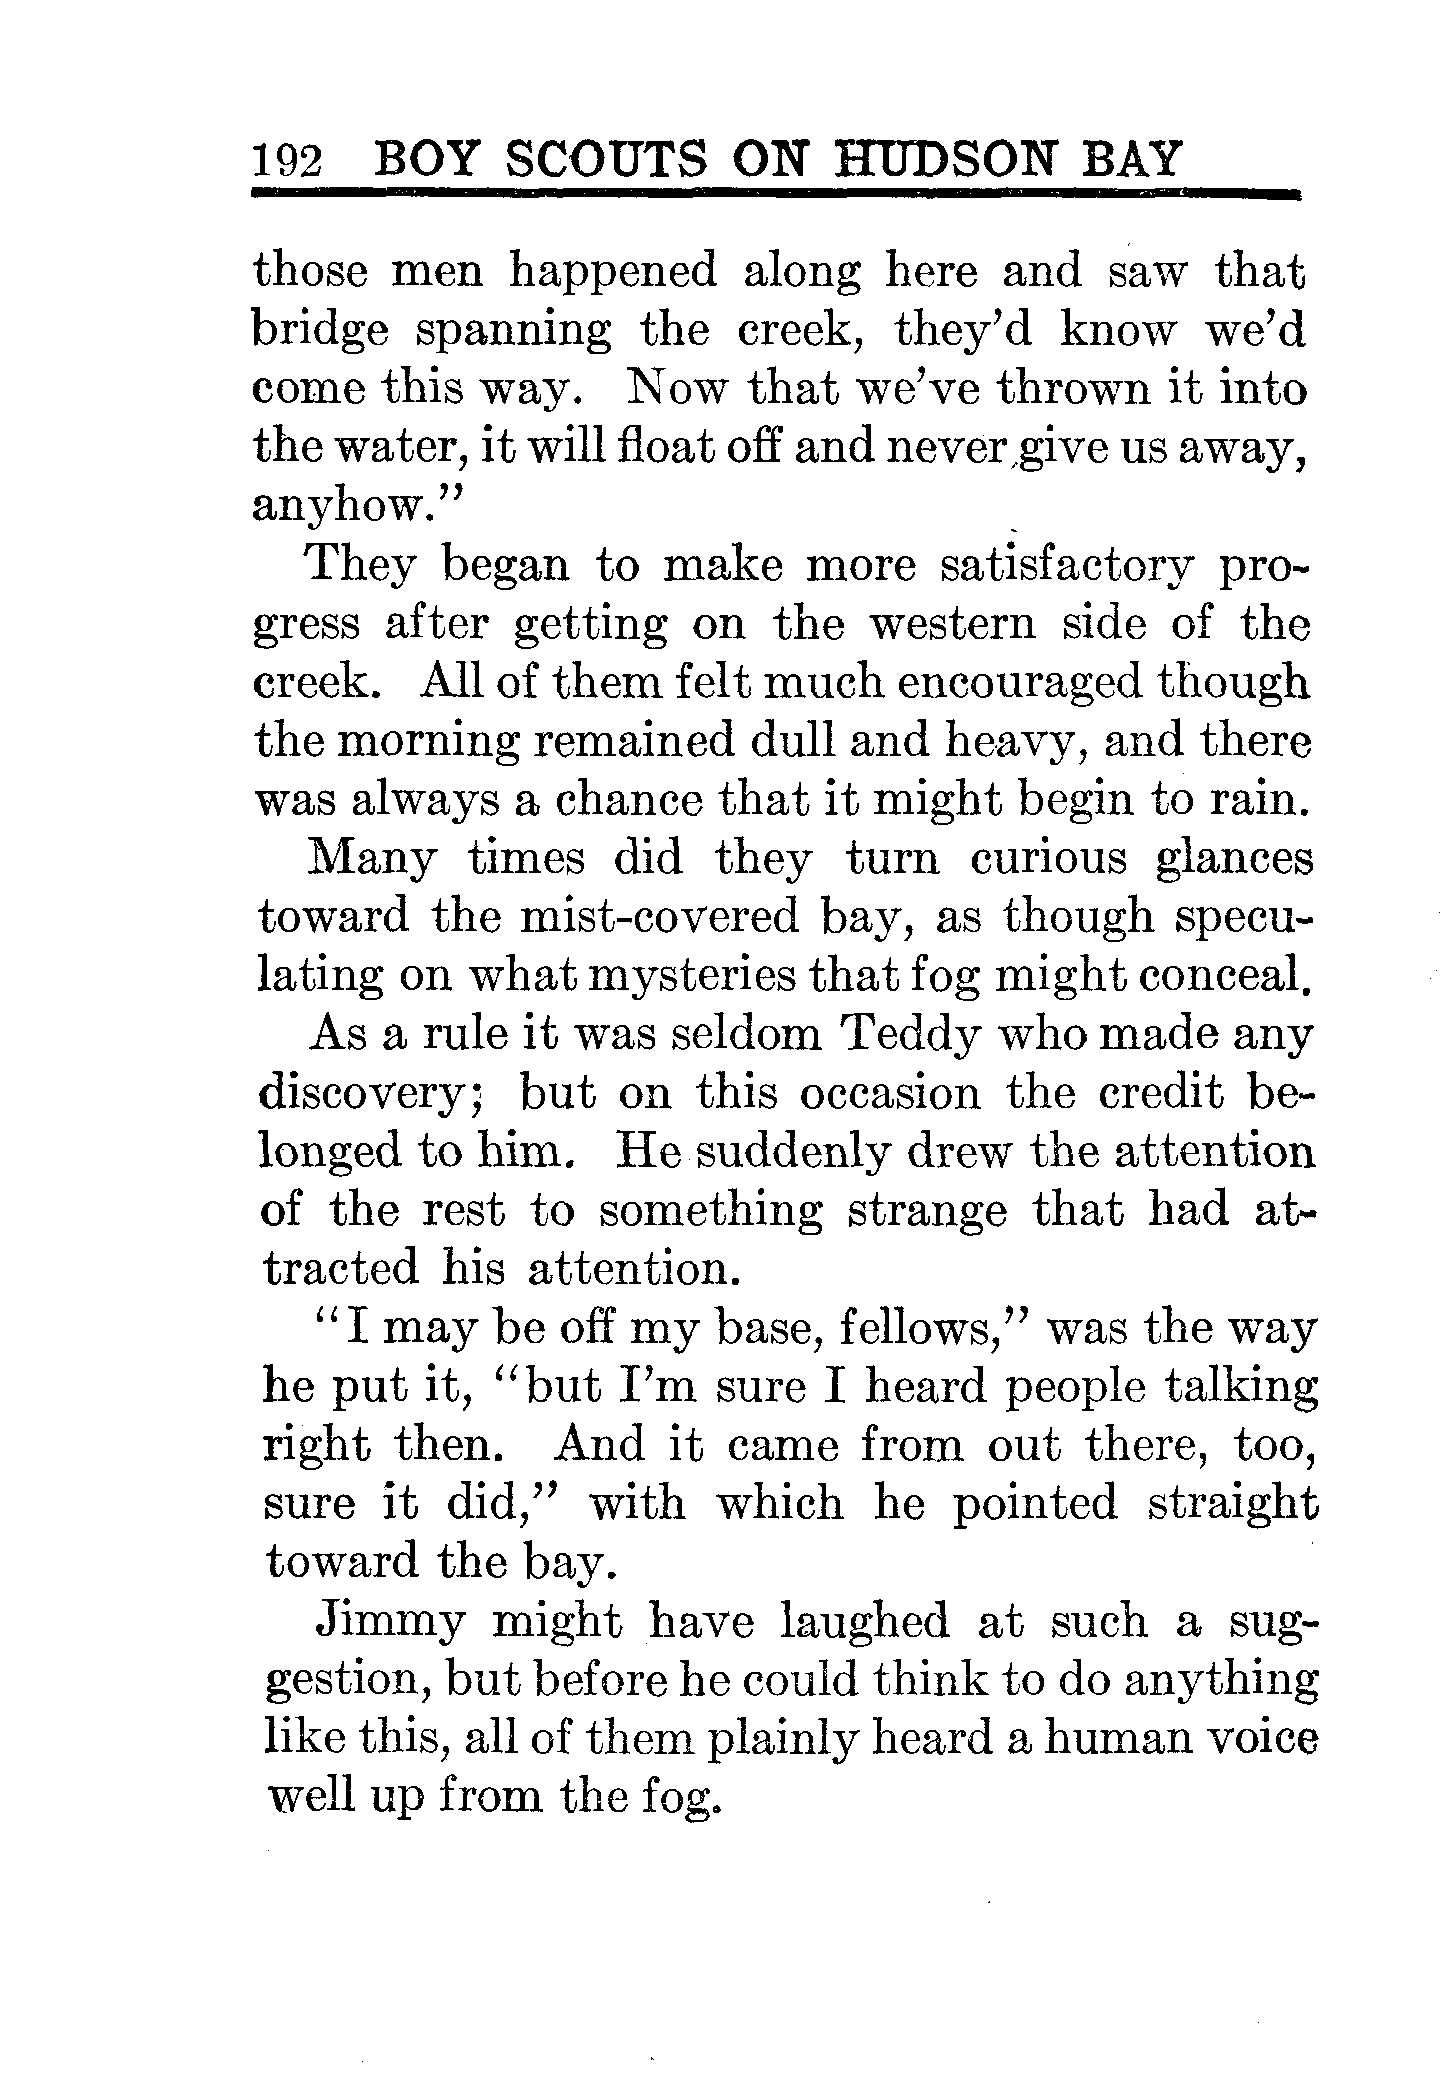 192 BOY SCOUTS ON HUDSON BAY
those men happened along here and saw that
bridge spanning the creek, they'd know we'd
come this way. Now that we've thrown it into
the water, it will float off and never give us away,
anyhow."
They began to make more satisfactory pro-
gress after getting on the western side of the
creek. All of them felt much encouraged though
the morning remained dull and heavy, and there
was always a chance that it might begin to rain.
Many times did they turn curious glances
toward the mist-covered bay, as though specu-
lating on what mysteries that fog might conceal.
As a rule it was seldom Teddy who made any
discovery; but on this occasion the credit be-
longed to him. He suddenly drew the attention
of the rest to something strange that had at-
tracted his attention.
"I may be off my base, fellows," was the way
he put it, "but I'm sure I heard people talking
right then. And it came from out there, too,
sure it did," with which he pointed straight
toward the bay.
Jimmy might have laughed at such a sug-
gestion, but before he could think to do anything
like this, all of them plainly heard a human voice
well up from the fog.